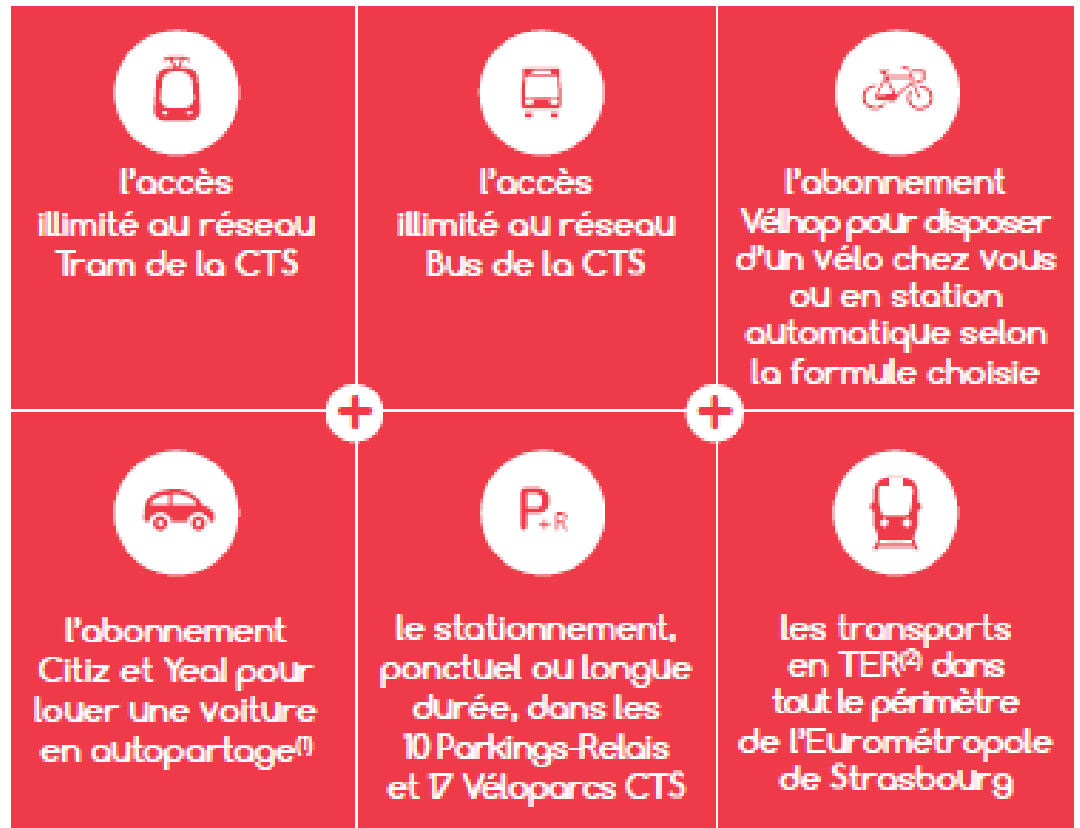 l'accès
illimité au réseau
Tram de la CTS
l'accès
illimité au réseau
Bus de la CTS
l'abonnement
Vélhop pour disposer
d'un vélo chez vous
ou en station
automatique selon
la formule choisie
l'abonnement
Citiz et Yea! pour
louer une voiture
en autopartage(1)
P+R
le stationnement,
ponctuel ou longue
durée, dans les
10 Parkings-Relais
et 17 Véloparcs CTS
les transports
en TER(2) dans
tout le périmètre
de l'Eurométropole
de Strasbourg